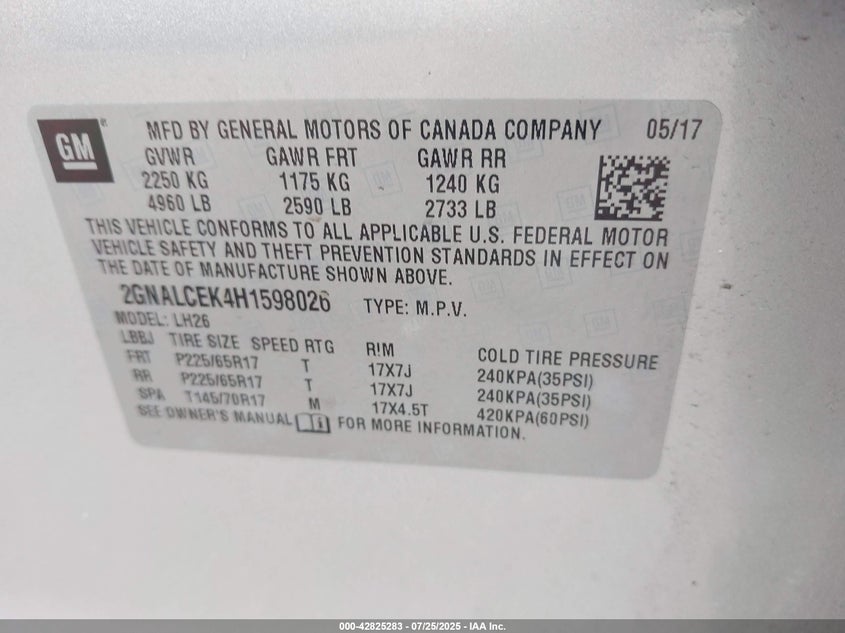 GM
MFD BY GENERAL MOTORS OF CANADA COMPANY 05/17
GVWR GAWR FRT GAWR RR
2250 KG 1175 KG 1240 KG
4960 LB 2590 LB 2733 LB
THIS VEHICLE CONFORMS TO ALL APPLICABLE U.S. FEDERAL MOTOR
VEHICLE SAFETY AND THEFT PREVENTION STANDARDS IN EFFECT ON
THE DATE OF MANUFACTURE SHOWN ABOVE.
2GNALCEK4H1598026 TYPE: M.P.V.
MODEL: LH26
LBBJ TIRE SIZE SPEED RTG RIM COLD TIRE PRESSURE
FRT P225/65R17 T 17X7J 240KPA(35PSI)
RR P225/65R17 T 17X7J 240KPA(35PSI)
SPA T145/70R17 M 17X4.5T 420KPA(60PSI)
SEE OWNER'S MANUAL FOR MORE INFORMATION.
000-42825283 - 07/25/2025 - IAA Inc.